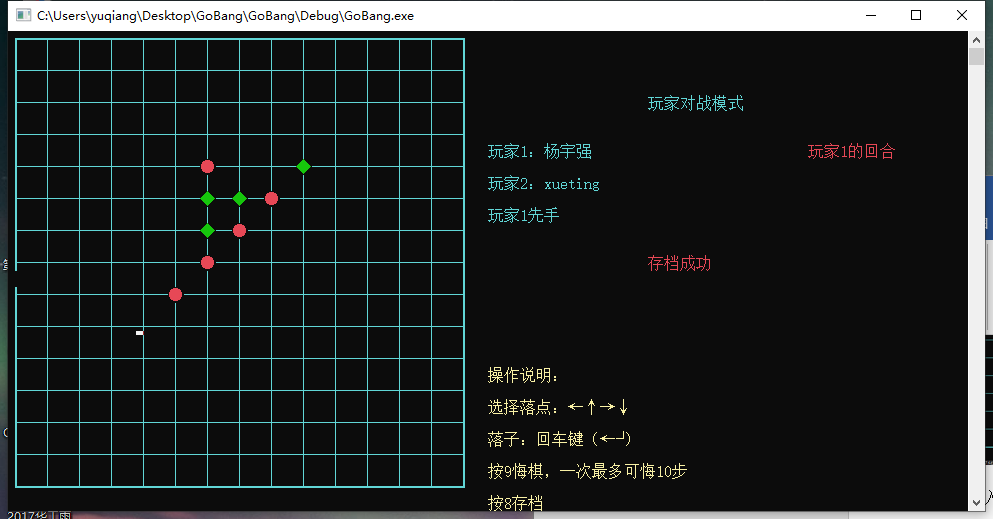 C:\Users\yuqiang\Desktop\GoBang\GoBang\Debug\GoBang.exe
玩家对战模式
玩家1：杨宇强
玩家1的回合
玩家2：xueting
玩家1先手
存档成功
操作说明：
选择落点：←↑→↓
落子：回车键（←┘）
按9悔棋，一次最多可悔10步
按8存档